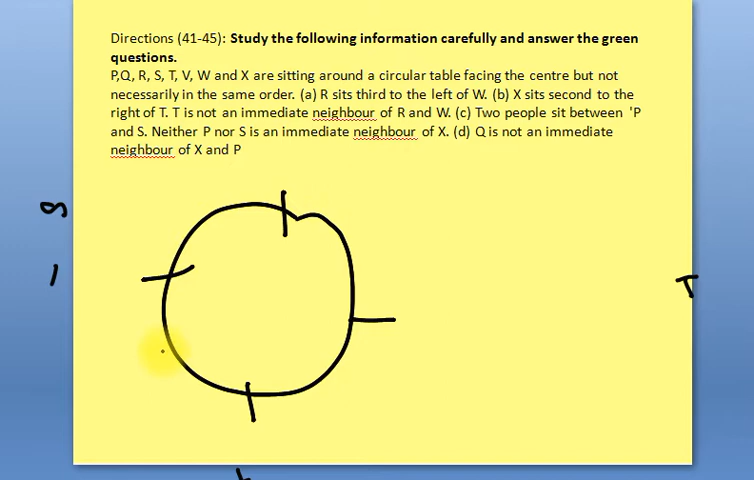 Directions (41-45): Study the following information carefully and answer the green
questions.
P,Q, R, S, T, V, W and X are sitting around a circular table facing the centre but not
necessarily in the same order. (a) R sits third to the left of W. (b) X sits second to the
right of T. T is not an immediate neighbour of R and W. (c) Two people sit between 'P
and S. Neither P nor S is an immediate neighbour of X. (d) Q is not an immediate
neighbour of X and P